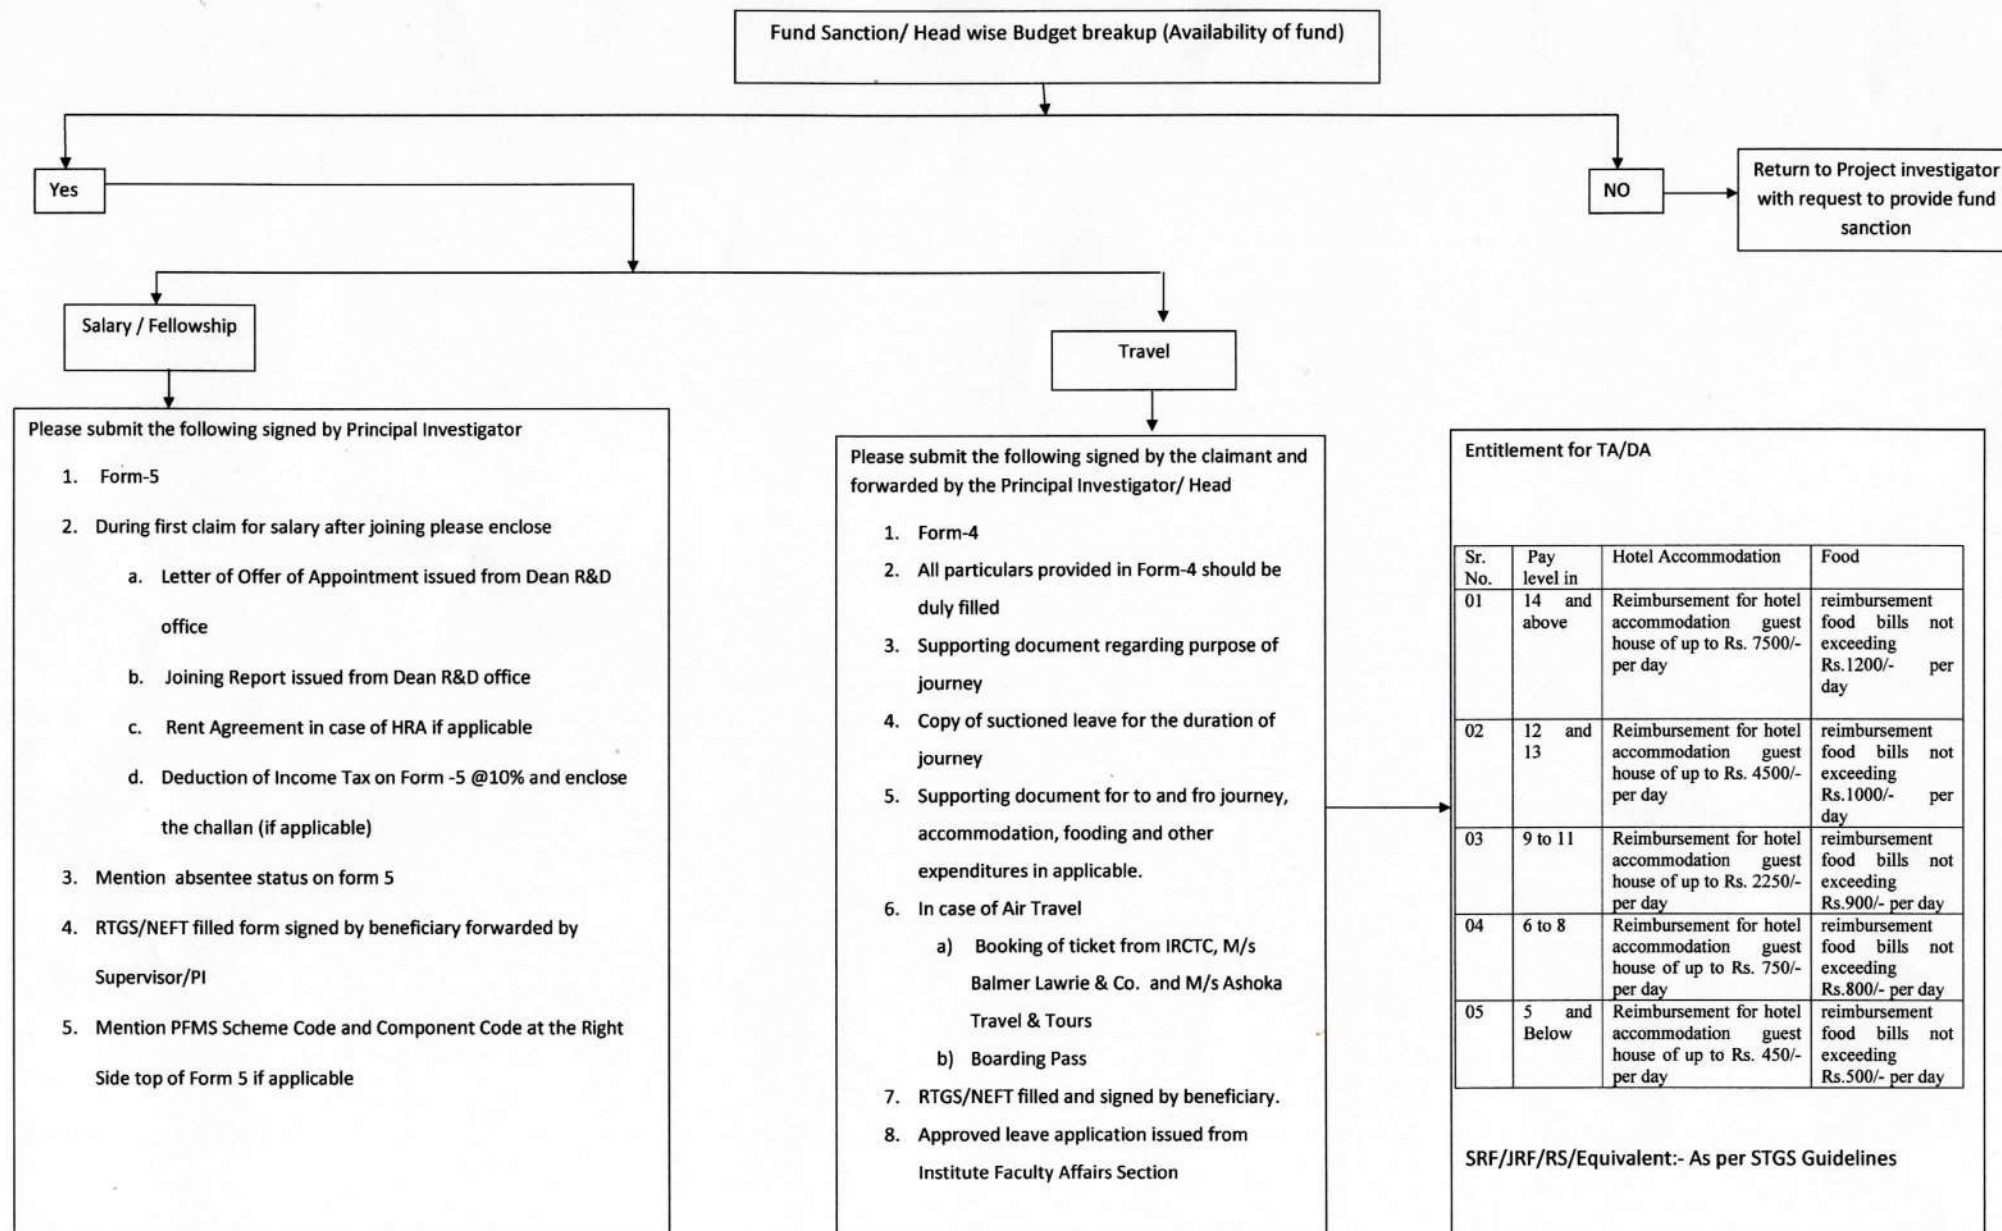 Fund Sanction/ Head wise Budget breakup (Availability of fund)
Yes
NO
Return to Project investigator
with request to provide fund
sanction
Salary / Fellowship
Travel
Please submit the following signed by Principal Investigator
1. Form-5
2. During first claim for salary after joining please enclose
a. Letter of Offer of Appointment issued from Dean R&D
office
b. Joining Report issued from Dean R&D office
c. Rent Agreement in case of HRA if applicable
d. Deduction of Income Tax on Form -5 @10% and enclose
the challan (if applicable)
3. Mention absentee status on form 5
4. RTGS/NEFT filled form signed by beneficiary forwarded by
Supervisor/PI
5. Mention PFMS Scheme Code and Component Code at the Right
Side top of Form 5 if applicable
Please submit the following signed by the claimant and
forwarded by the Principal Investigator/ Head
1. Form-4
2. All particulars provided in Form-4 should be
duly filled
3. Supporting document regarding purpose of
journey
4. Copy of suctioned leave for the duration of
journey
5. Supporting document for to and fro journey,
accommodation, fooding and other
expenditures in applicable.
6. In case of Air Travel
a) Booking of ticket from IRCTC, M/s
Balmer Lawrie & Co. and M/s Ashoka
Travel & Tours
b) Boarding Pass
7. RTGS/NEFT filled and signed by beneficiary.
8. Approved leave application issued from
Institute Faculty Affairs Section
Entitlement for TA/DA
Sr. No.
Pay level in
Hotel Accommodation
Food
01
14 and
above
Reimbursement for hotel
accommodation guest
house of up to Rs. 7500/-
per day
reimbursement
food bills not
exceeding
Rs.1200/- per
day
02
12 and
13
Reimbursement for hotel
accommodation guest
house of up to Rs. 4500/-
per day
reimbursement
food bills not
exceeding
Rs.1000/- per
day
03
9 to 11
Reimbursement for hotel
accommodation guest
house of up to Rs. 2250/-
per day
reimbursement
food bills not
exceeding
Rs.900/- per day
04
6 to 8
Reimbursement for hotel
accommodation guest
house of up to Rs. 750/-
per day
reimbursement
food bills not
exceeding
Rs.800/- per day
05
5 and
Below
Reimbursement for hotel
accommodation guest
house of up to Rs. 450/-
per day
reimbursement
food bills not
exceeding
Rs.500/- per day
SRF/JRF/RS/Equivalent:- As per STGS Guidelines